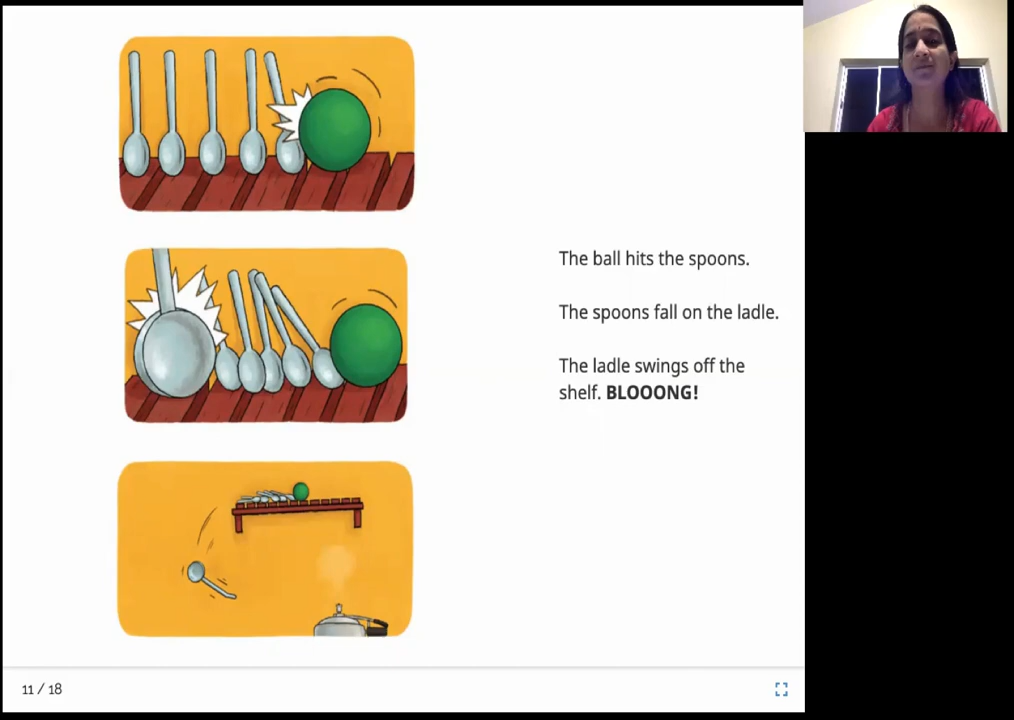 The ball hits the spoons.
The spoons fall on the ladle.
The ladle swings off the
shelf. BLOOONG!
11 / 18